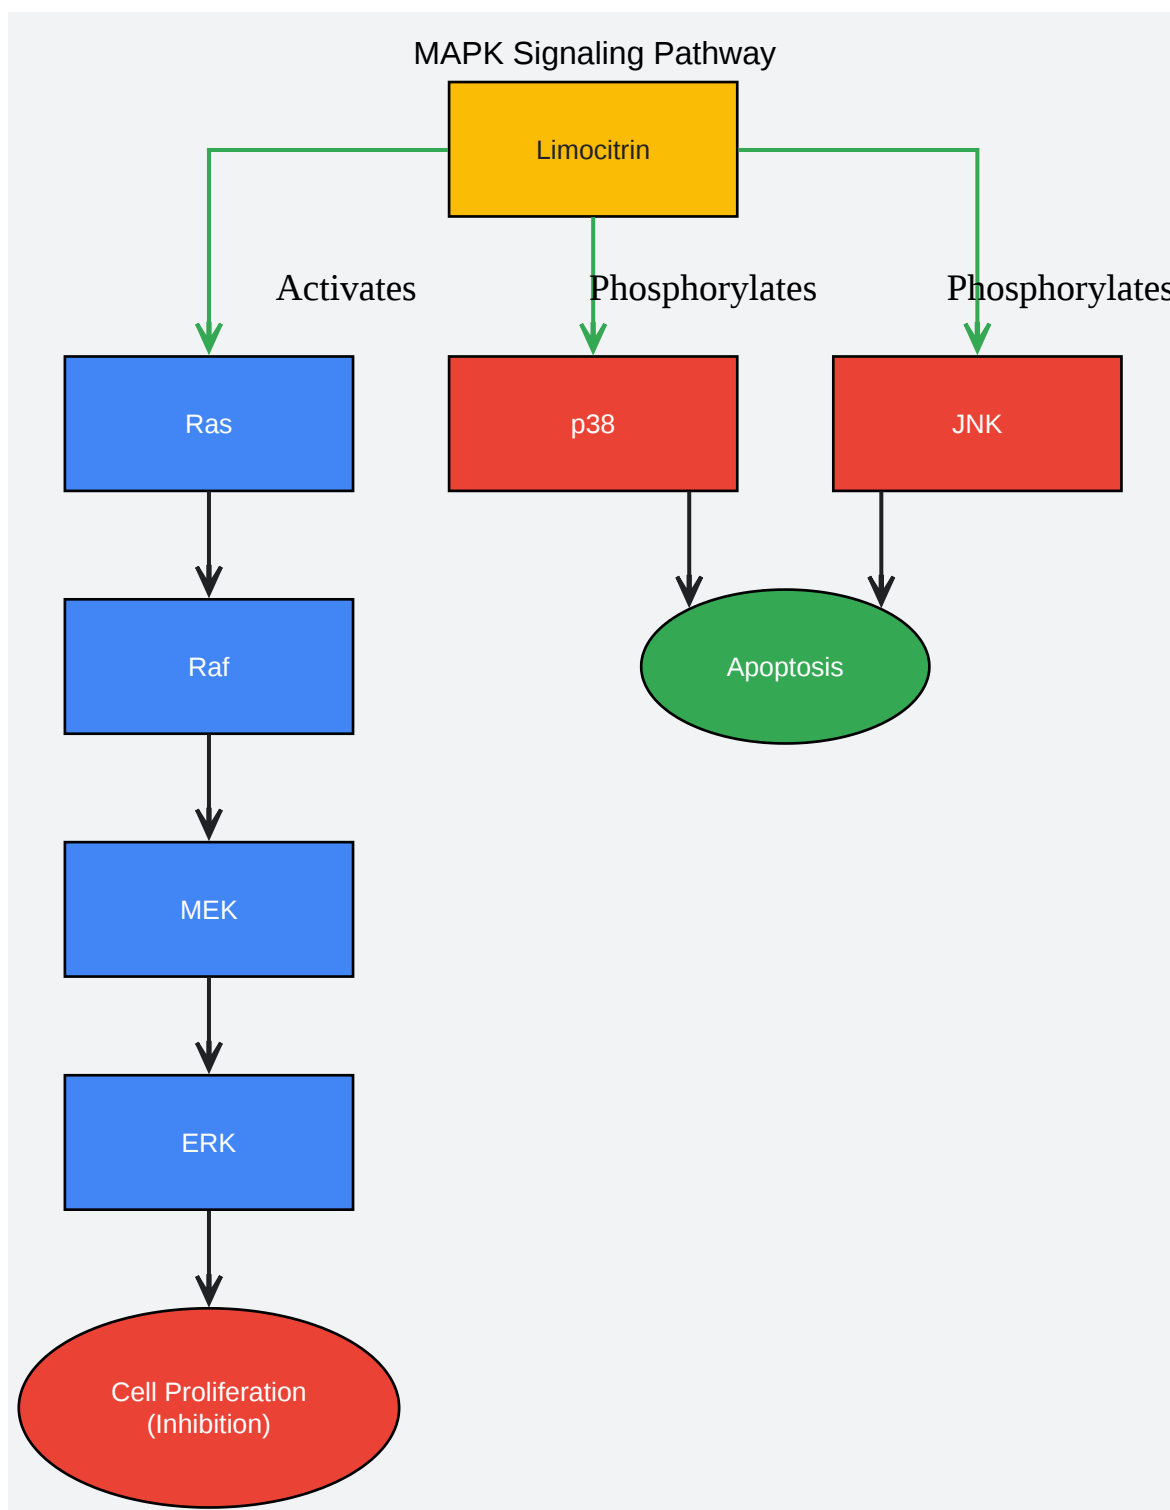 MAPK Signaling Pathway
Limocitrin
Activates
Phosphorylates
Phosphorylates
Ras
p38
JNK
Raf
Apoptosis
MEK
ERK
Cell Proliferation
(Inhibition)